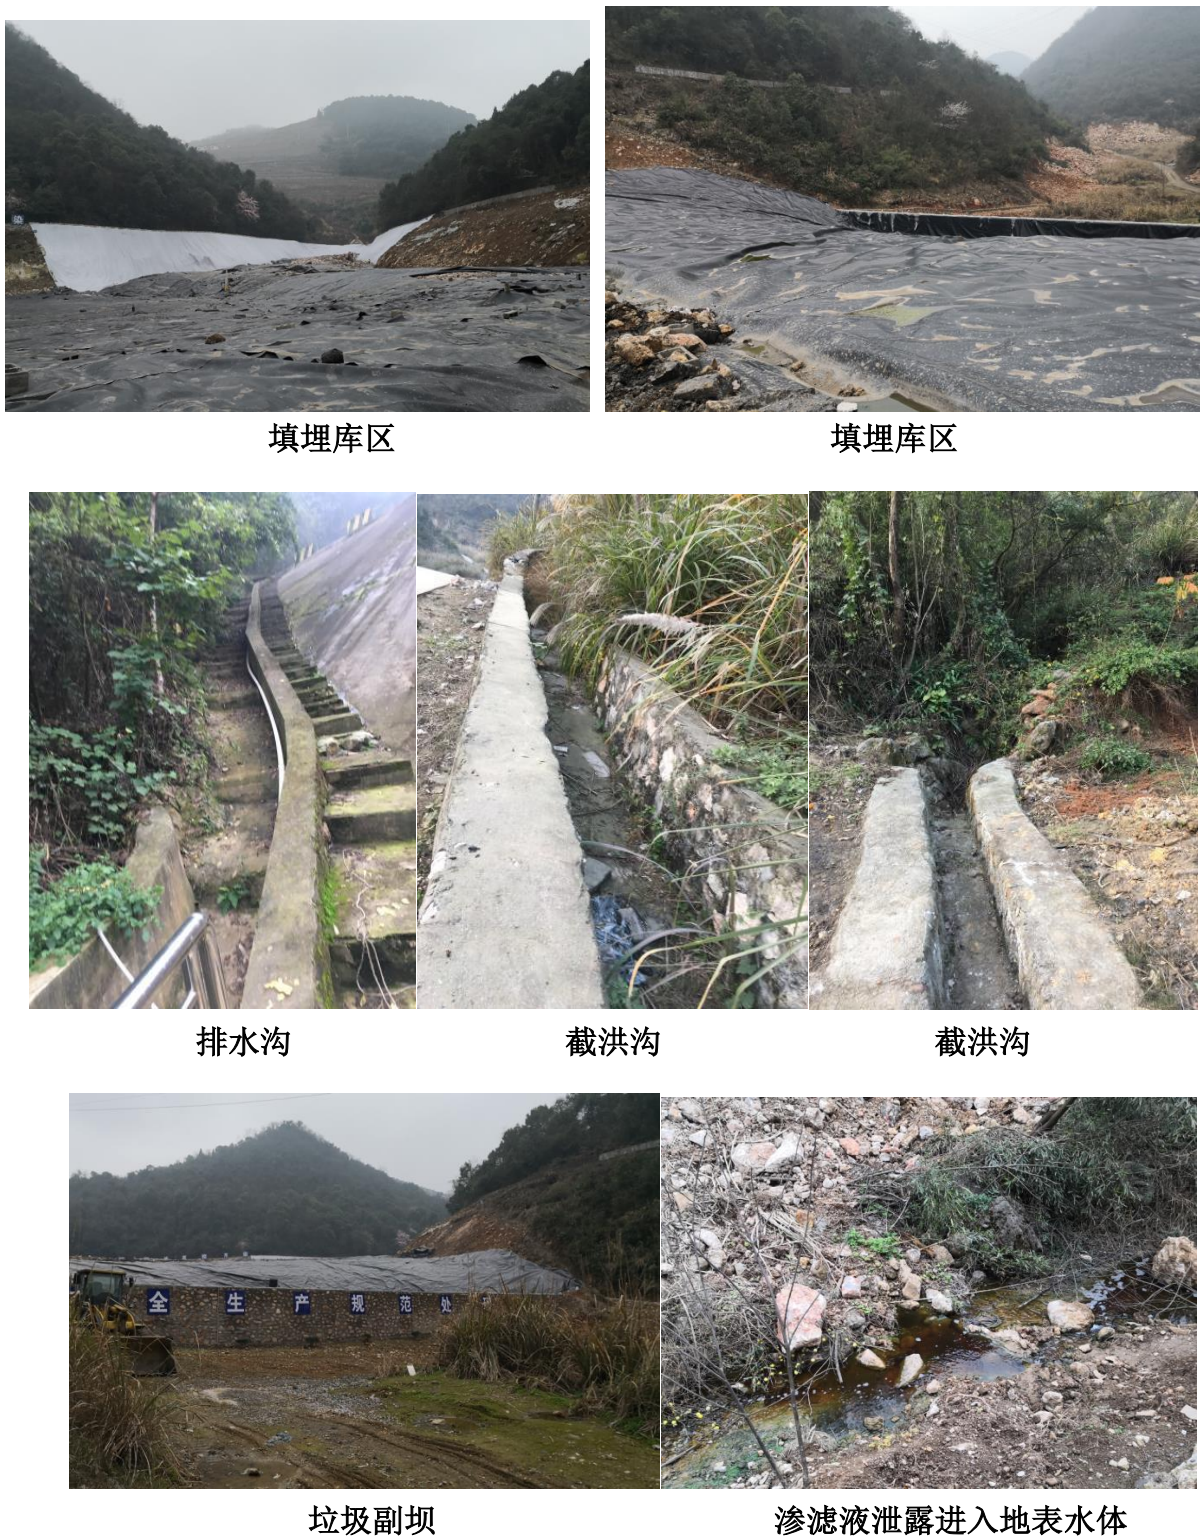 填埋库区
填埋库区
排水沟
截洪沟
截洪沟
全生产规范处
垃圾副坝
渗滤液泄露进入地表水体